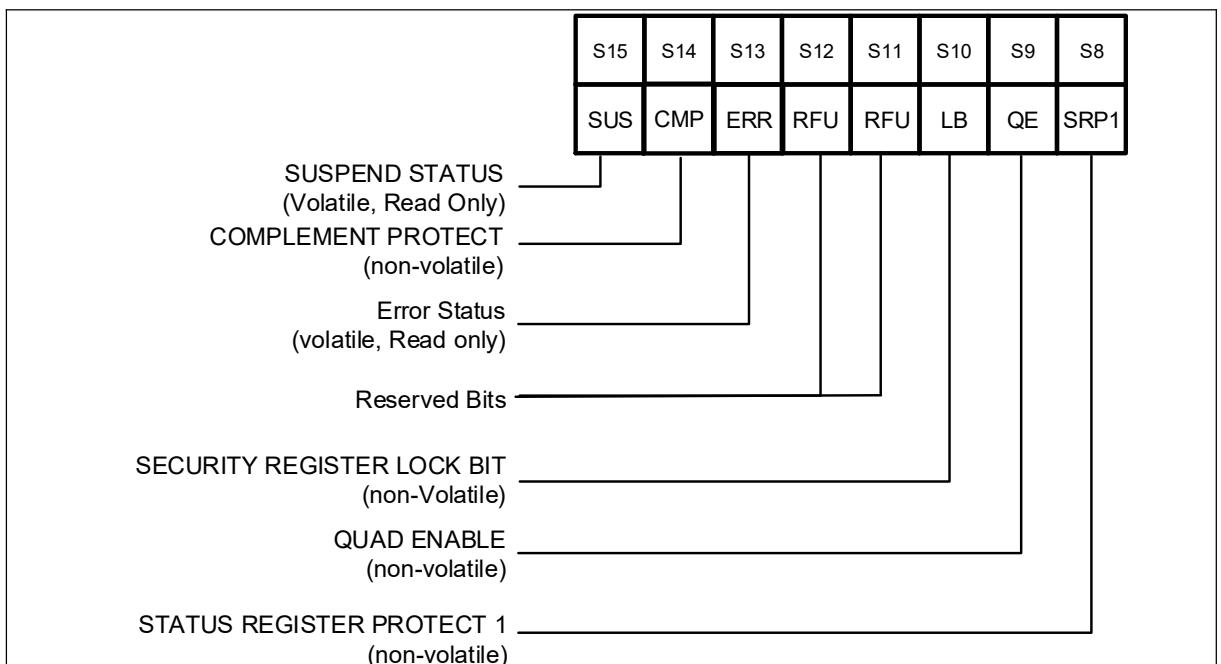 S15 S14 S13 S12 S11 S10 S9 S8
SUS CMP ERR RFU RFU LB QE SRP1
SUSPEND STATUS
(Volatile, Read Only)
COMPLEMENT PROTECT
(non-volatile)
Error Status
(volatile, Read only)
Reserved Bits
SECURITY REGISTER LOCK BIT
(non-Volatile)
QUAD ENABLE
(non-volatile)
STATUS REGISTER PROTECT 1
(non-volatile)